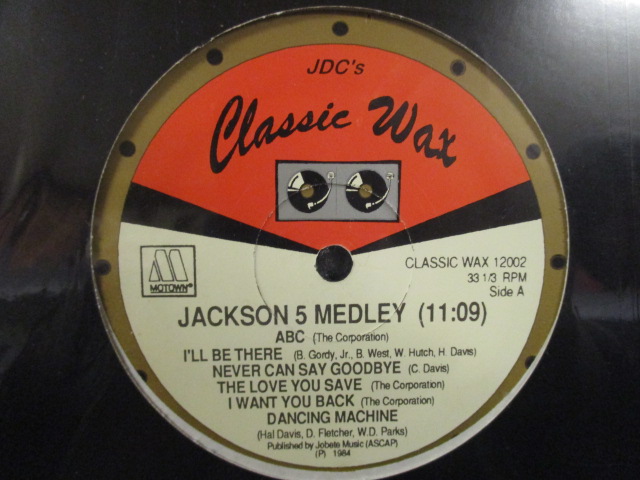 JDC's
Classic Wax
MOTOWN®
CLASSIC WAX 12002
33 1/3 RPM
Side A
JACKSON 5 MEDLEY (11:09)
ABC (The Corporation)
I'LL BE THERE (B. Gordy, Jr., B. West, W. Hutch, H. Davis)
NEVER CAN SAY GOODBYE (C. Davis)
THE LOVE YOU SAVE (The Corporation)
I WANT YOU BACK (The Corporation)
DANCING MACHINE
(Hal Davis, D. Fletcher, W.D. Parks)
Published by Jobete Music (ASCAP)
(P) 1984